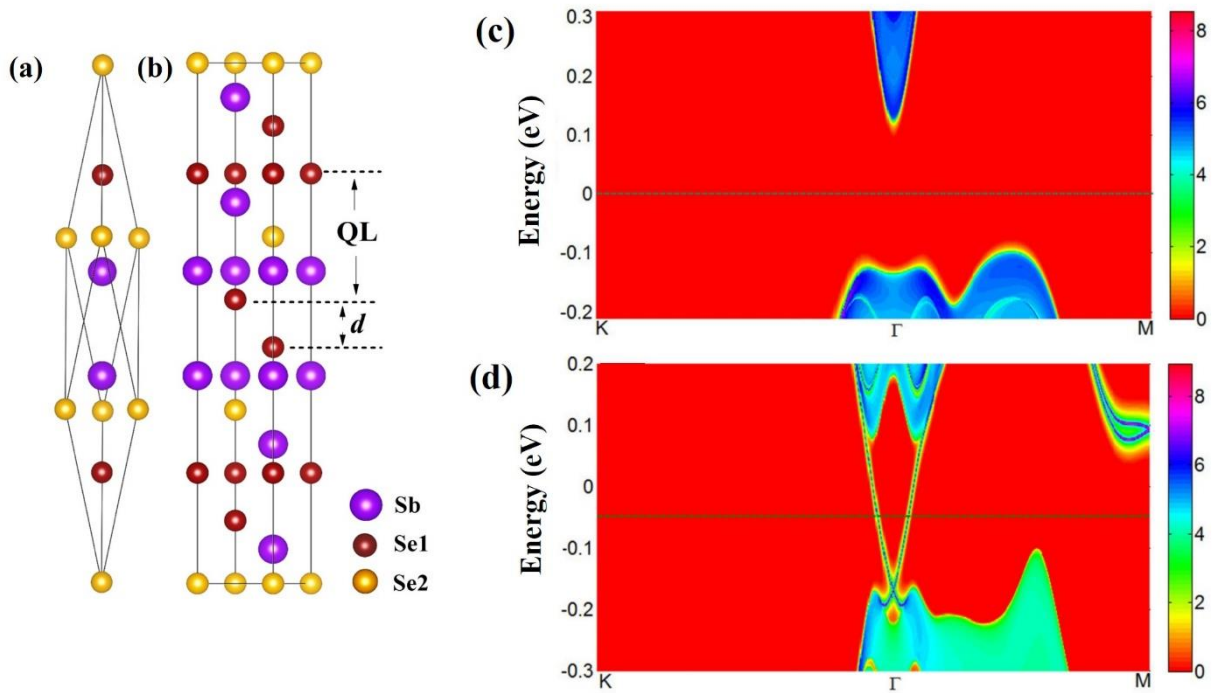 (a)
(b)
QL
d
Sb
Se1
Se2
(c)
Energy (eV)
0.3
0.2
0.1
0
-0.1
-0.2
K Γ M
8
6
4
2
0
(d)
Energy (eV)
0.2
0.1
0
-0.1
-0.2
-0.3
K Γ M
8
6
4
2
0